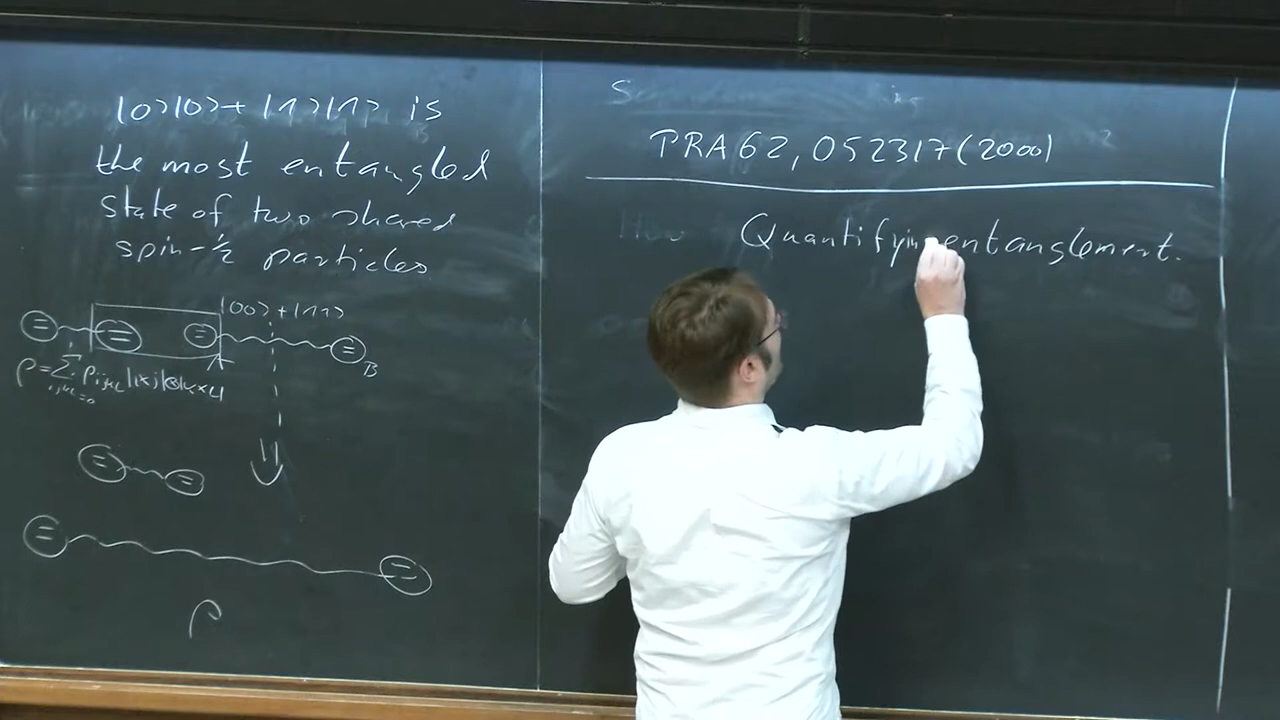 |0>|0> + |1>|1> is
the most entangled
state of two shared
spin-½ particles
|00> + |11>
B
ρ
PRA 62, 052317 (2000)
Quantifying entanglement.